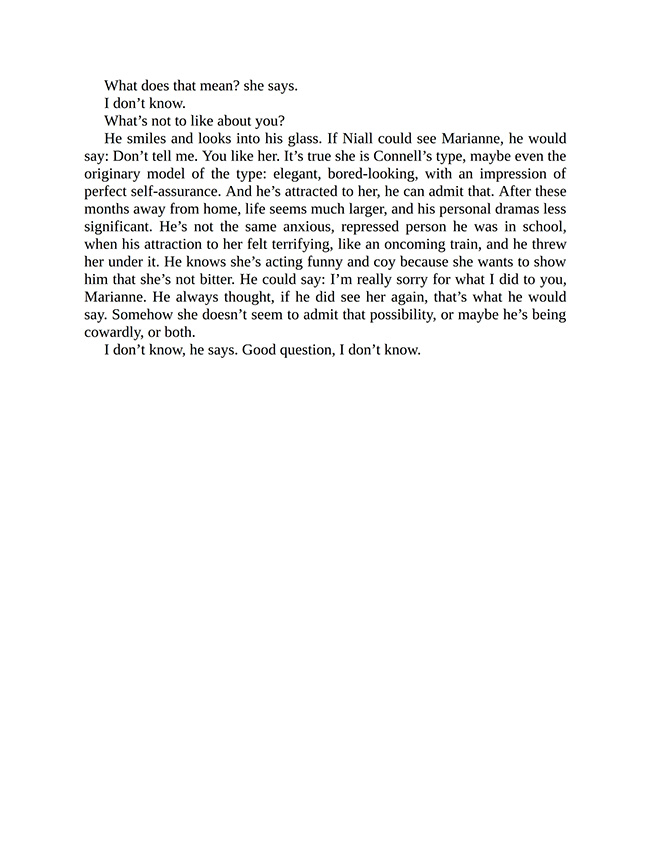 What does that mean? she says.
I don’t know.
What’s not to like about you?
He smiles and looks into his glass. If Niall could see Marianne, he would
say: Don’t tell me. You like her. It’s true she is Connell’s type, maybe even the
originary model of the type: elegant, bored-looking, with an impression of
perfect self-assurance. And he’s attracted to her, he can admit that. After these
months away from home, life seems much larger, and his personal dramas less
significant. He’s not the same anxious, repressed person he was in school,
when his attraction to her felt terrifying, like an oncoming train, and he threw
her under it. He knows she’s acting funny and coy because she wants to show
him that she’s not bitter. He could say: I’m really sorry for what I did to you,
Marianne. He always thought, if he did see her again, that’s what he would
say. Somehow she doesn’t seem to admit that possibility, or maybe he’s being
cowardly, or both.
I don’t know, he says. Good question, I don’t know.